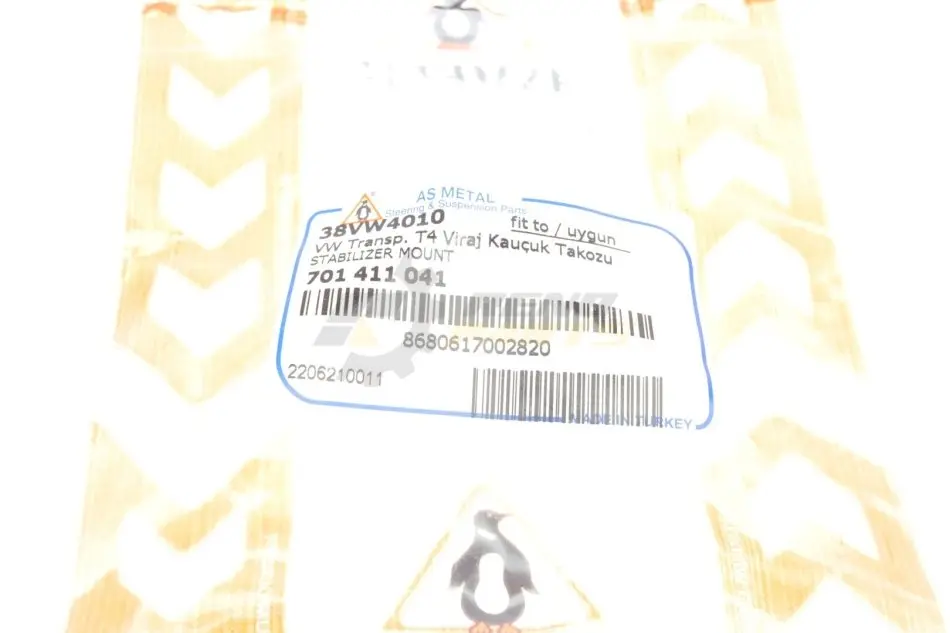 AS METAL
Steering & Suspension Parts
38VW4010
fit to / uygun
VW Transp. T4 Viraj Kauçuk Takozu
STABILIZER MOUNT
701 411 041
8680617002820
2206210011
MADE IN TURKEY